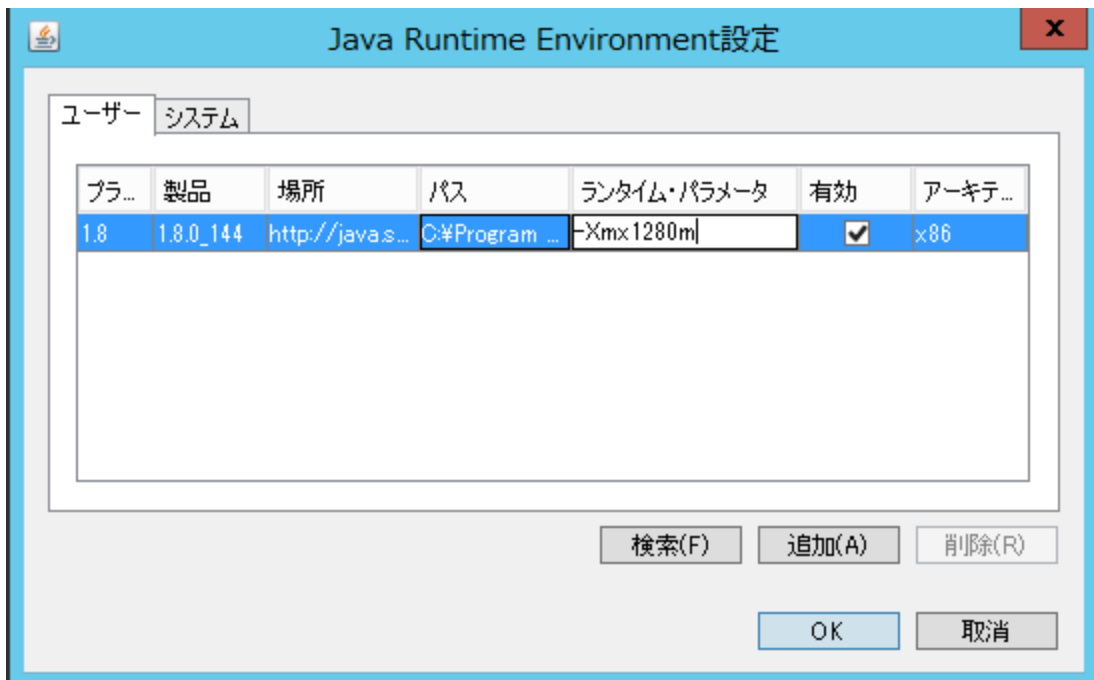 Java Runtime Environment設定
x
ユーザー システム
プラ... 製品 場所 パス ランタイム・パラメータ 有効 アーキテ...
1.8 1.8.0_144 http://java.s... C:¥Program ... -Xmx1280m x86
検索(F) 追加(A) 削除(R)
OK 取消